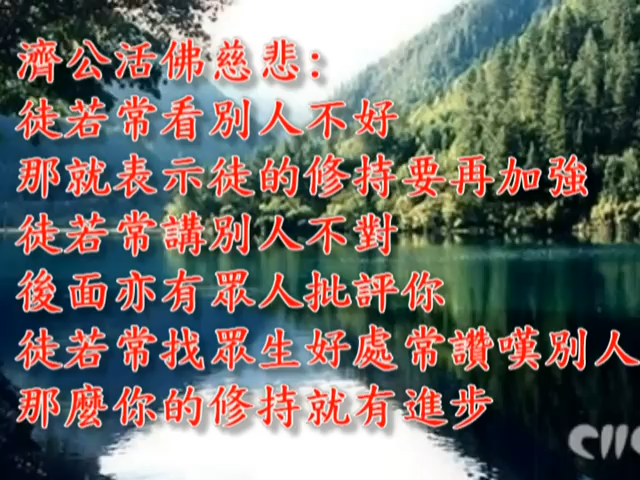 濟公活佛慈悲:
徒若常看別人不好
那就表示徒的修持要再加強
徒若常講別人不對
後面亦有眾人批評你
徒若常找眾生好處常讚嘆別人
那麼你的修持就有進步